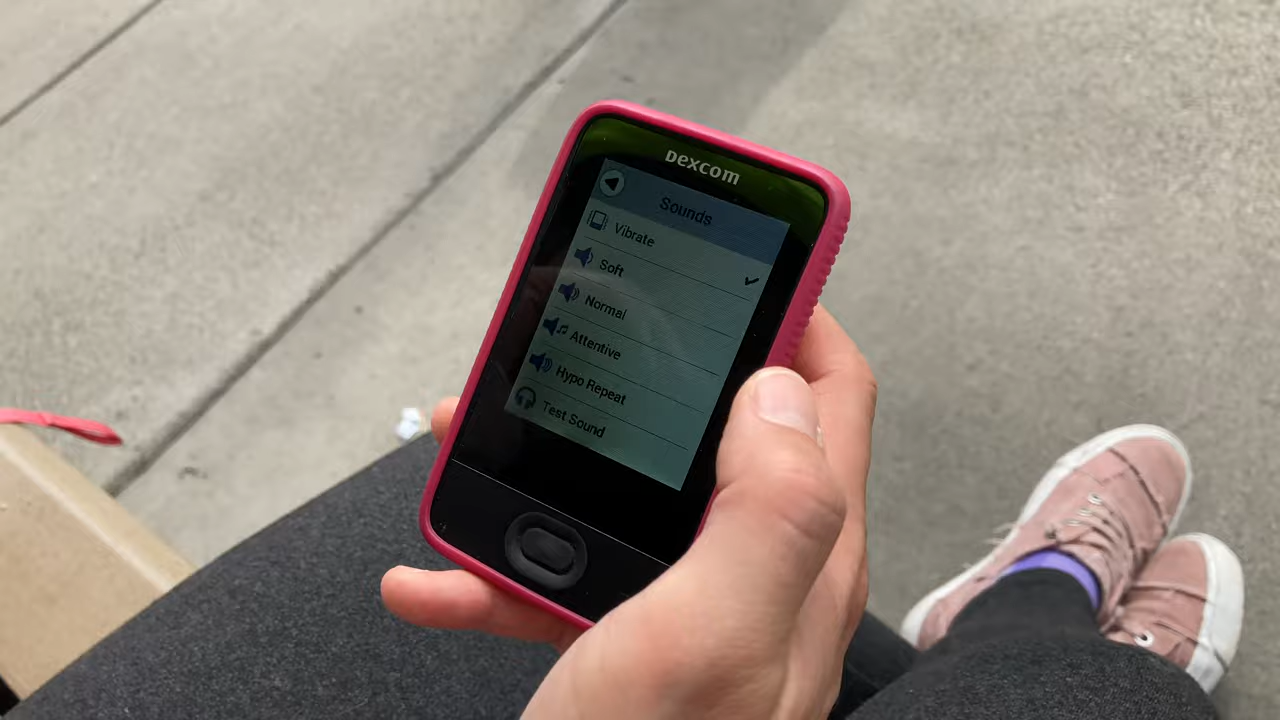 Dexcom
Sounds
Vibrate
Soft
Normal
Attentive
Hypo Repeat
Test Sound